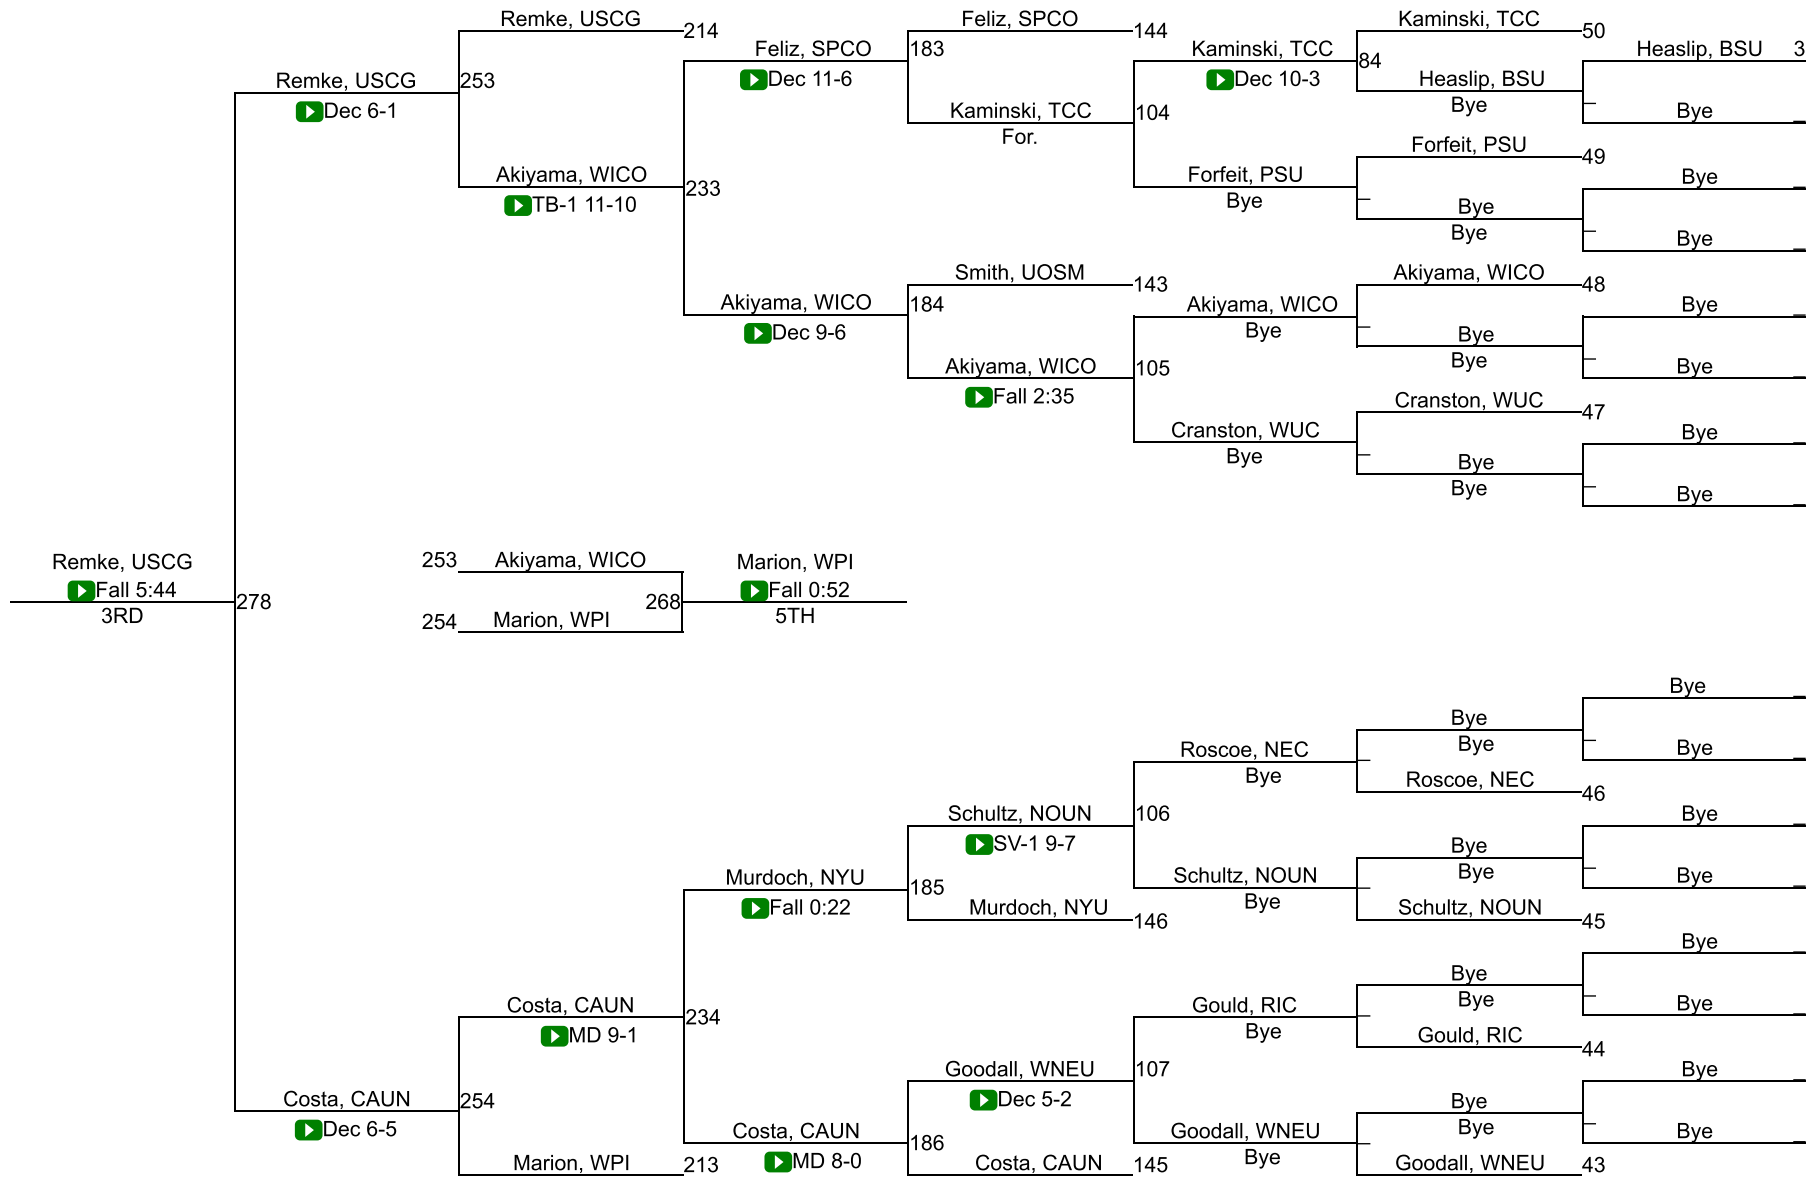 Remke, USCG
214
Feliz, SPCO
144
Kaminski, TCC
50
Feliz, SPCO
Dec 11-6
183
Kaminski, TCC
Dec 10-3
84
Heaslip, BSU
3
Remke, USCG
Dec 6-1
253
Heaslip, BSU
Bye
Bye
Kaminski, TCC
For.
104
Forfeit, PSU
49
Akiyama, WICO
TB-1 11-10
233
Forfeit, PSU
Bye
Bye
Bye
Bye
Bye
Smith, UOSM
143
Akiyama, WICO
48
Akiyama, WICO
Dec 9-6
184
Akiyama, WICO
Bye
Bye
Bye
Bye
Bye
Akiyama, WICO
Fall 2:35
105
Cranston, WUC
47
Cranston, WUC
Bye
Bye
Bye
Bye
Bye
Remke, USCG
Fall 5:44
3RD
278
253
Akiyama, WICO
254
Marion, WPI
268
Marion, WPI
Fall 0:52
5TH
Bye
Bye
Bye
Bye
Roscoe, NEC
Bye
Roscoe, NEC
46
Schultz, NOUN
SV-1 9-7
106
Bye
Bye
Bye
Bye
Murdoch, NYU
Fall 0:22
185
Schultz, NOUN
Bye
Schultz, NOUN
45
Murdoch, NYU
146
Bye
Bye
Bye
Bye
Costa, CAUN
MD 9-1
234
Gould, RIC
Bye
Gould, RIC
44
Goodall, WNEU
Dec 5-2
107
Bye
Bye
Bye
Bye
Costa, CAUN
Dec 6-5
254
Costa, CAUN
MD 8-0
186
Goodall, WNEU
Bye
Marion, WPI
213
Costa, CAUN
145
Goodall, WNEU
43